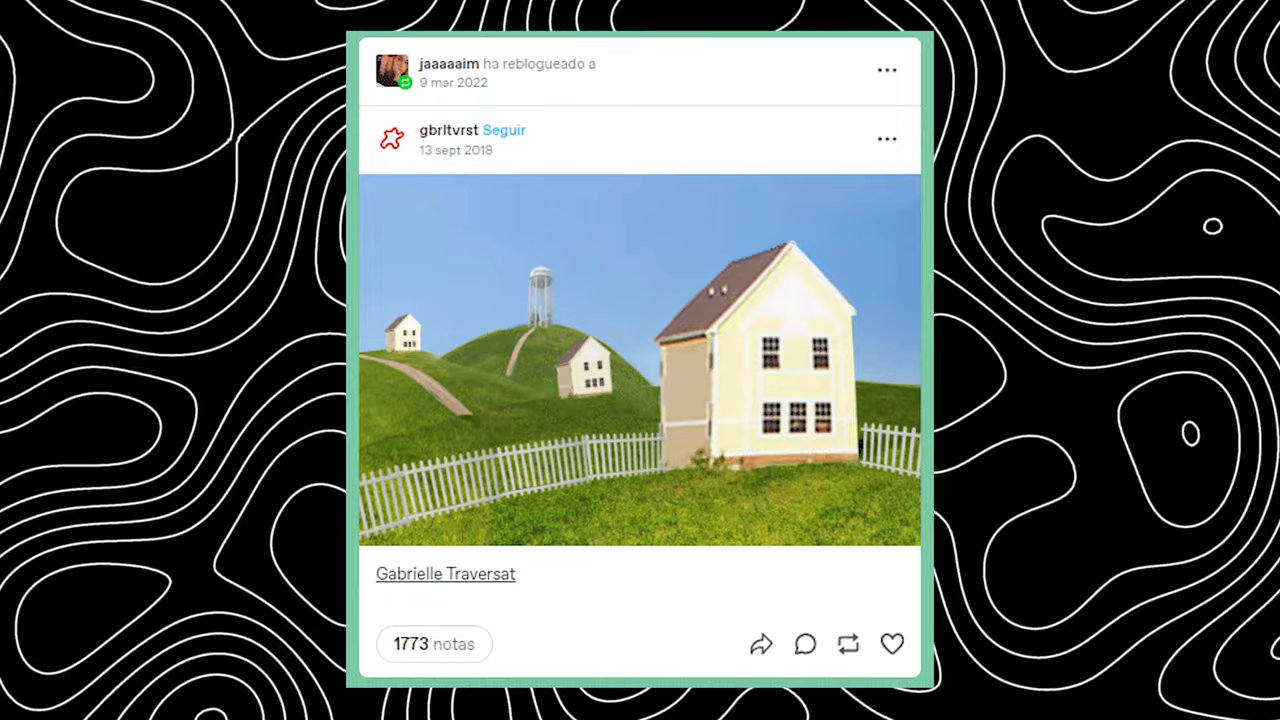 jaaaaaim ha reblogueado a
9 mar 2022
gbrltvrst Seguir
13 sept 2018
Gabrielle Traversat
1773 notas